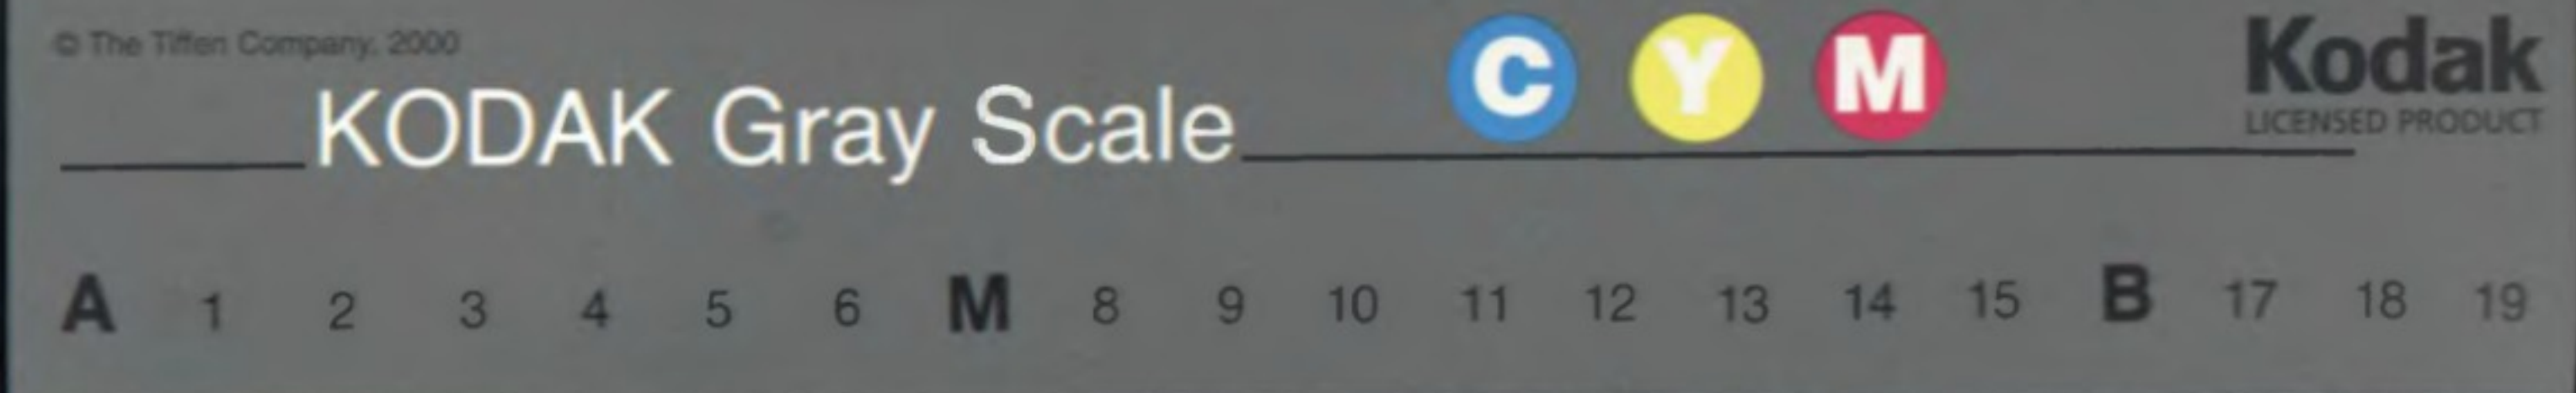 © The Tiffen Company, 2000
KODAK Gray Scale
C Y M
Kodak
LICENSED PRODUCT
A 1 2 3 4 5 6 M 8 9 10 11 12 13 14 15 B 17 18 19